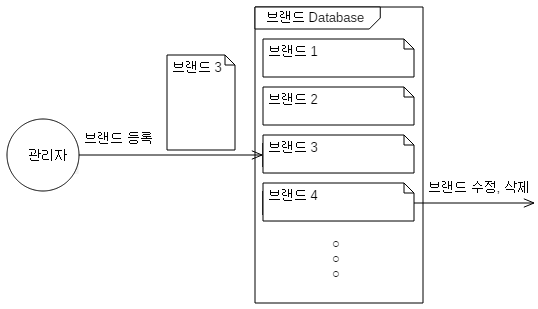 브랜드 Database
브랜드 1
브랜드 3
브랜드 2
브랜드 등록
관리자
브랜드 3
브랜드 4
브랜드 수정, 삭제